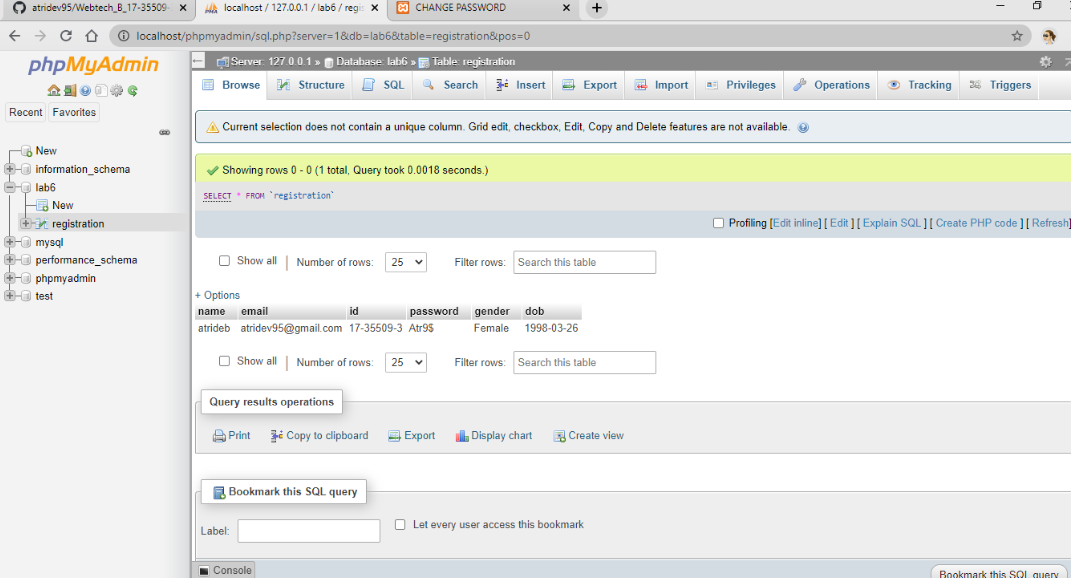 atridev95/Webtech_B_17-35509- localhost / 127.0.0.1 / lab6 / regi CHANGE PASSWORD
localhost/phpmyadmin/sql.php?server=1&db=lab6&table=registration&pos=0
phpMyAdmin
Recent Favorites
New
information_schema
lab6
New
registration
mysql
performance_schema
phpmyadmin
test
Server: 127.0.0.1 » Database: lab6 » Table: registration
Browse Structure SQL Search Insert Export Import Privileges Operations Tracking Triggers
Current selection does not contain a unique column. Grid edit, checkbox, Edit, Copy and Delete features are not available.
Showing rows 0 - 0 (1 total, Query took 0.0018 seconds.)
SELECT * FROM `registration`
Profiling [Edit inline] [ Edit ] [ Explain SQL ] [ Create PHP code ] [ Refresh]
Show all Number of rows: 25 Filter rows: Search this table
+ Options
name email id password gender dob
atrideb atridev95@gmail.com 17-35509-3 Atr9$ Female 1998-03-26
Show all Number of rows: 25 Filter rows: Search this table
Query results operations
Print Copy to clipboard Export Display chart Create view
Bookmark this SQL query
Label: Let every user access this bookmark
Console
Bookmark this SQL query